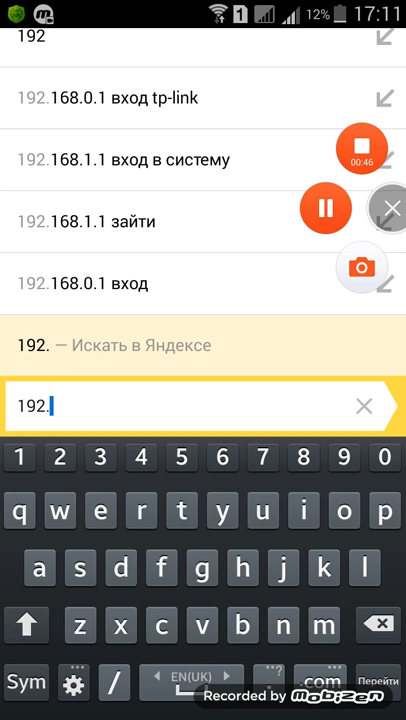 1
12%
17:11
192
192.168.0.1 вход tp-link
192.168.1.1 вход в систему
00:46
192.168.1.1 зайти
192.168.0.1 вход
192. — Искать в Яндексе
192.
1 2 3 4 5 6 7 8 9 0
q w e r t y u i o p
a s d f g h j k l
z x c v b n m
Sym / EN(UK) .com Перейти
Recorded by mobizen